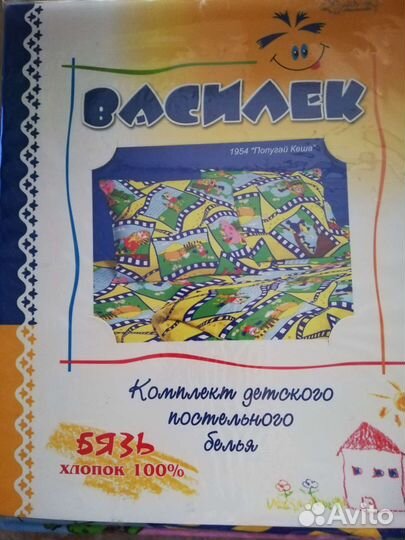 ВАСИЛЕК
1954 "Попугай Кеша"
Комплект детского
постельного
белья
БЯЗЬ
ХЛОПОК 100%
Avito